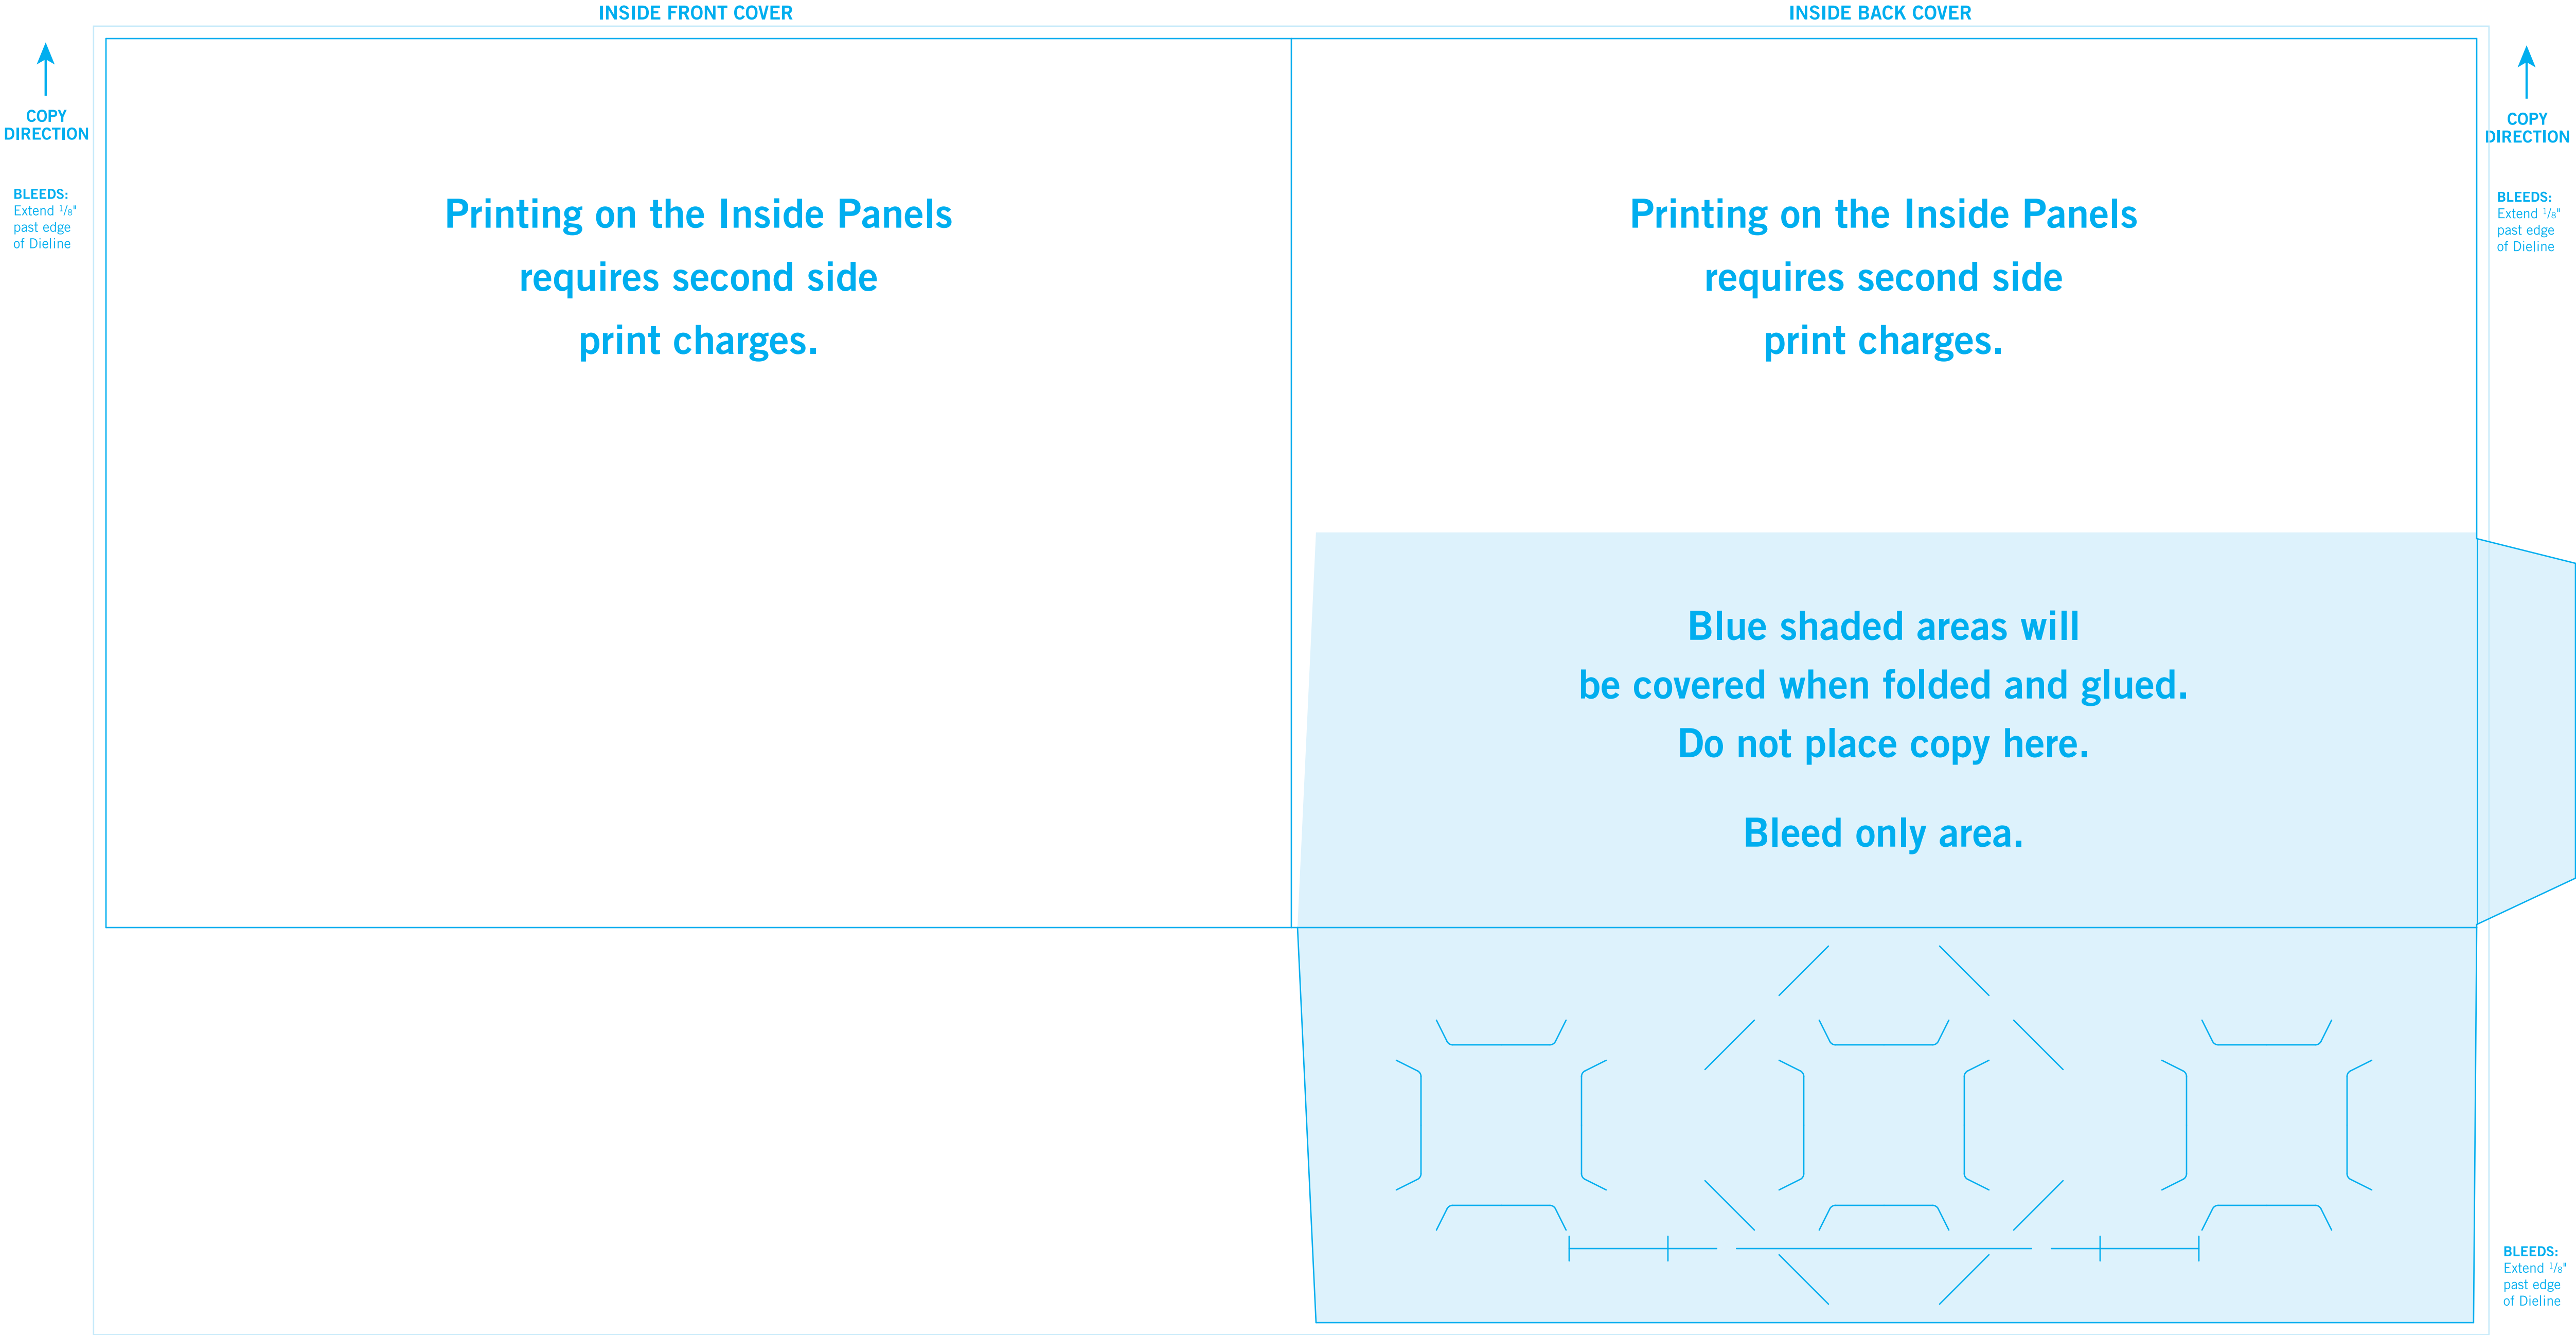 INSIDE FRONT COVER
INSIDE BACK COVER
COPY
DIRECTION
BLEEDS:
Extend 1/8"
past edge
of Dieline
Printing on the Inside Panels
requires second side
print charges.
Printing on the Inside Panels
requires second side
print charges.
COPY
DIRECTION
BLEEDS:
Extend 1/8"
past edge
of Dieline
Blue shaded areas will
be covered when folded and glued.
Do not place copy here.
Bleed only area.
BLEEDS:
Extend 1/8"
past edge
of Dieline